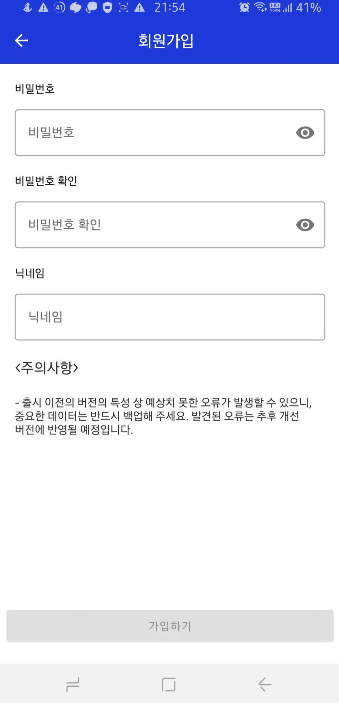 21:54
41%
회원가입
비밀번호
비밀번호
비밀번호 확인
비밀번호 확인
닉네임
닉네임
<주의사항>
- 출시 이전의 버전의 특성 상 예상치 못한 오류가 발생할 수 있으니,
중요한 데이터는 반드시 백업해 주세요. 발견된 오류는 추후 개선
버전에 반영될 예정입니다.
가입하기